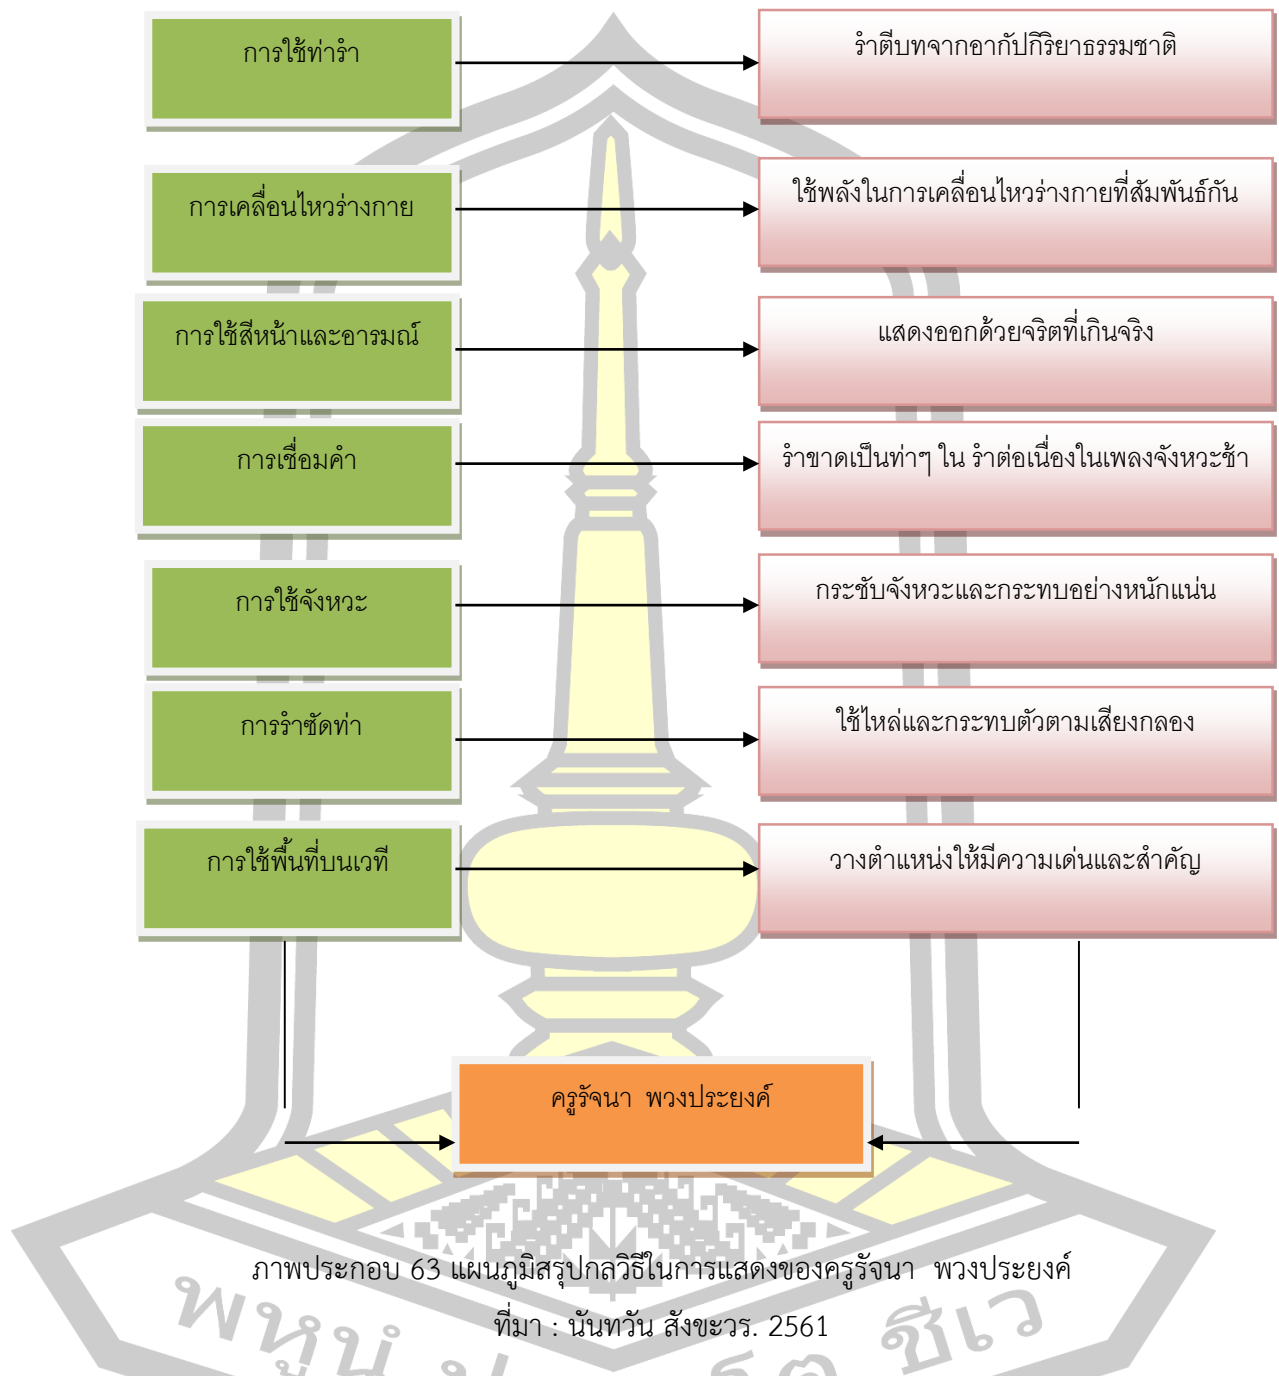 การใช้ท่ารำ
รำตีบทจากอากัปกิริยาธรรมชาติ
การเคลื่อนไหวร่างกาย
ใช้พลังในการเคลื่อนไหวร่างกายที่สัมพันธ์กัน
การใช้สีหน้าและอารมณ์
แสดงออกด้วยจริตที่เกินจริง
การเชื่อมคำ
รำขาดเป็นท่าๆ ใน รำต่อเนื่องในเพลงจังหวะช้า
การใช้จังหวะ
กระชับจังหวะและกระทบอย่างหนักแน่น
การรำซัดท่า
ใช้ไหล่และกระทบตัวตามเสียงกลอง
การใช้พื้นที่บนเวที
วางตำแหน่งให้มีความเด่นและสำคัญ
ครูรัจนา พวงประยงค์
ภาพประกอบ 63 แผนภูมิสรุปกลวิธีในการแสดงของครูรัจนา พวงประยงค์
ที่มา : นันทวัน สังขะวร. 2561
พหูนํ ชีเว